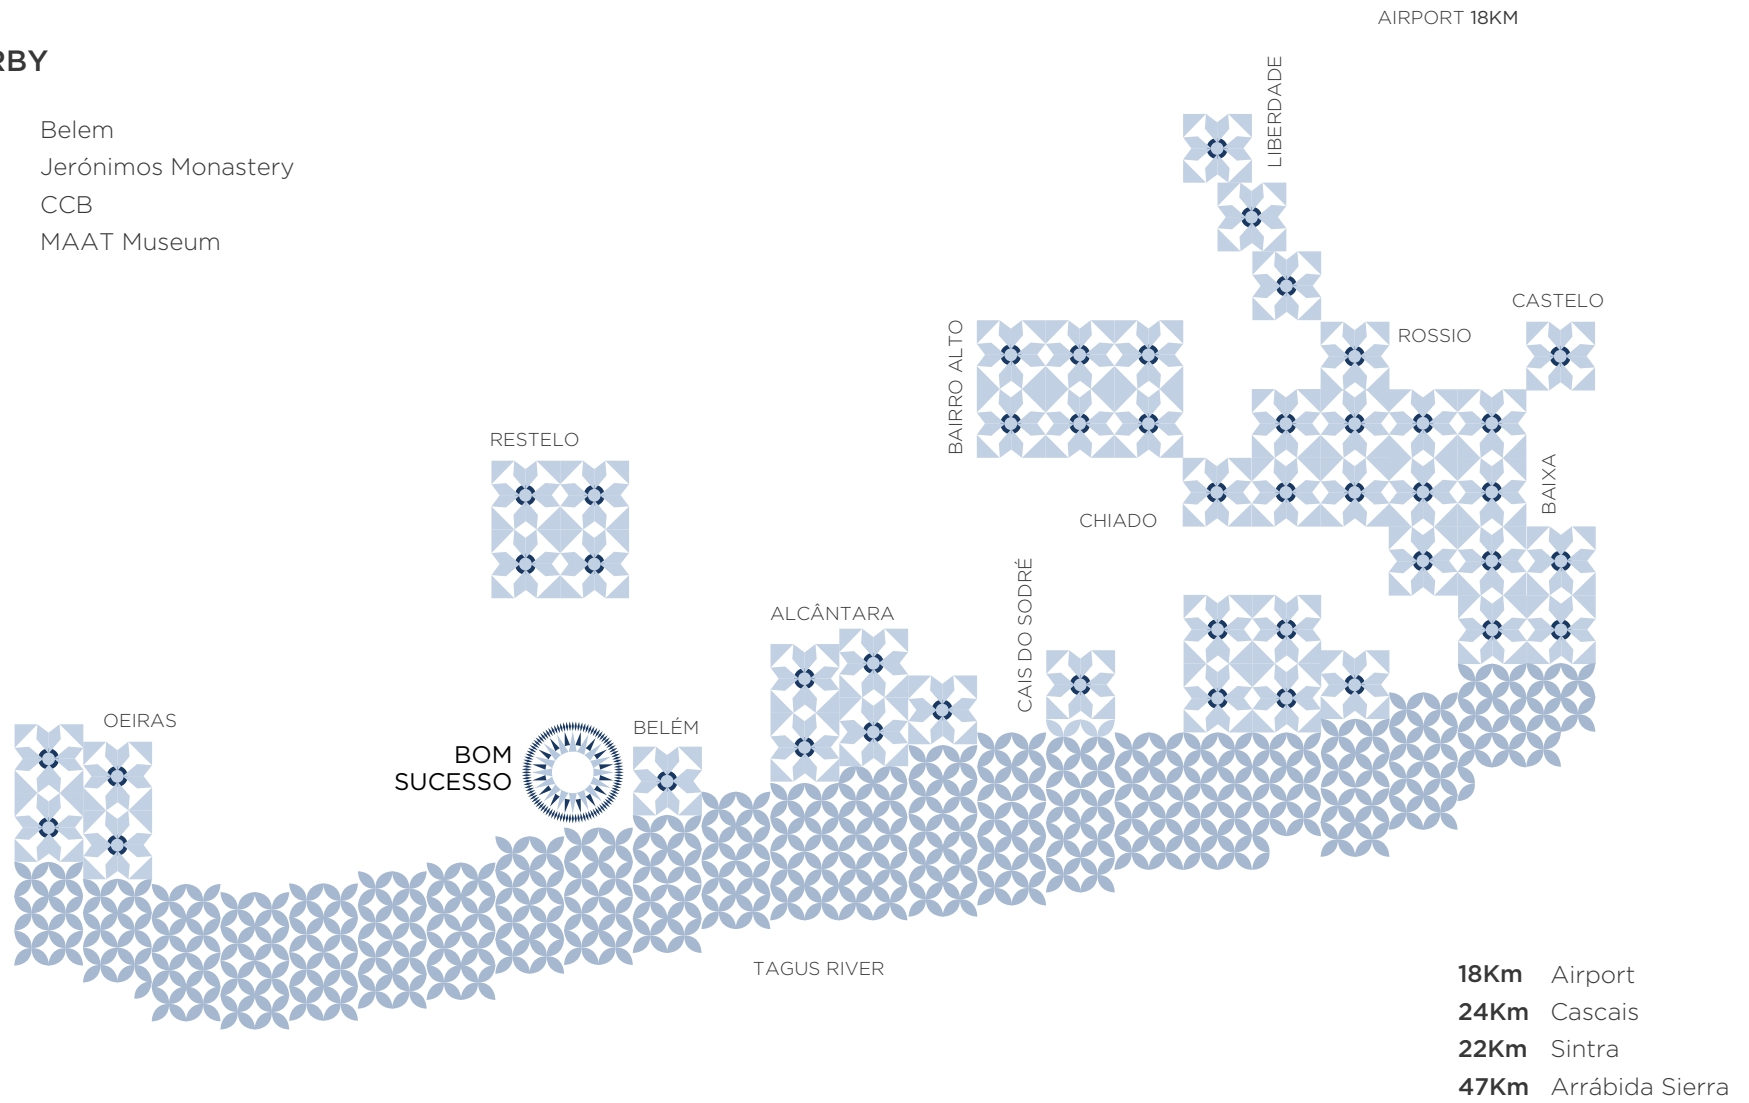 AIRPORT 18KM
RBY
Belem
Jerónimos Monastery
CCB
MAAT Museum
LIBERDADE
CASTELO
ROSSIO
BAIRRO ALTO
RESTELO
BAIXA
CHIADO
CAIS DO SODRÉ
ALCÂNTARA
OEIRAS
BELÉM
BOM
SUCESSO
TAGUS RIVER
18Km Airport
24Km Cascais
22Km Sintra
47Km Arrábida Sierra